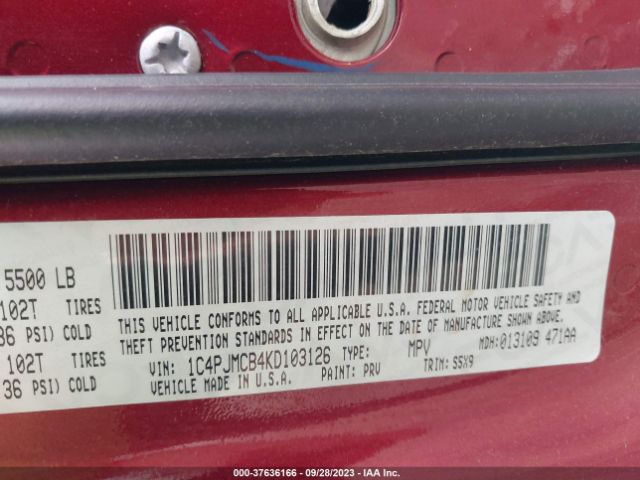 5500 LB
102T TIRES
36 PSI) COLD
102T TIRES
36 PSI) COLD
THIS VEHICLE CONFORMS TO ALL APPLICABLE U.S.A. FEDERAL MOTOR VEHICLE SAFETY AND
THEFT PREVENTION STANDARDS IN EFFECT ON THE DATE OF MANUFACTURE SHOWN ABOVE.
VIN: 1C4PJMCB4KD103126 TYPE: MPV MDH: 013109 471AA
VEHICLE MADE IN U.S.A. PAINT: PRV TRIM: S5X9
COPART
© - 37636166 - 09/28/2023 - IAA Inc.